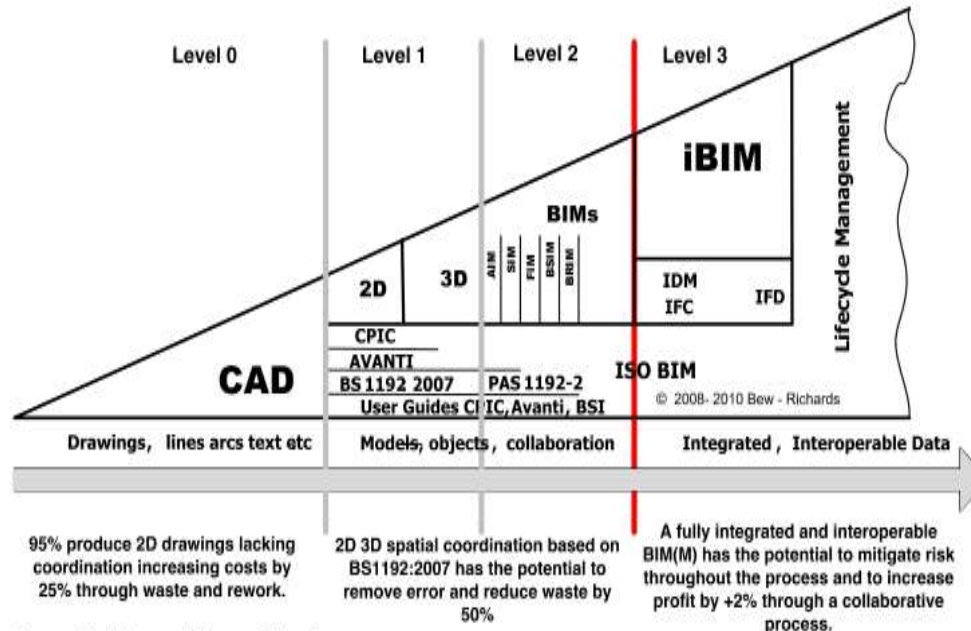 Level 0
Level 1
Level 2
Level 3
iBIM
BIMs
2D
3D
AIM
SIM
FIM
BSIM
BRIM
IDM
IFC
IFD
Lifecycle Management
CPIC
AVANTI
CAD
BS 1192 2007
PAS 1192-2
ISO BIM
User Guides CPIC, Avanti, BSI
© 2008- 2010 Bew - Richards
Drawings, lines arcs text etc
Models, objects, collaboration
Integrated, Interoperable Data
95% produce 2D drawings lacking
coordination increasing costs by
25% through waste and rework.
2D 3D spatial coordination based on
BS1192:2007 has the potential to
remove error and reduce waste by
50%
A fully integrated and interoperable
BIM(M) has the potential to mitigate risk
throughout the process and to increase
profit by +2% through a collaborative
process.